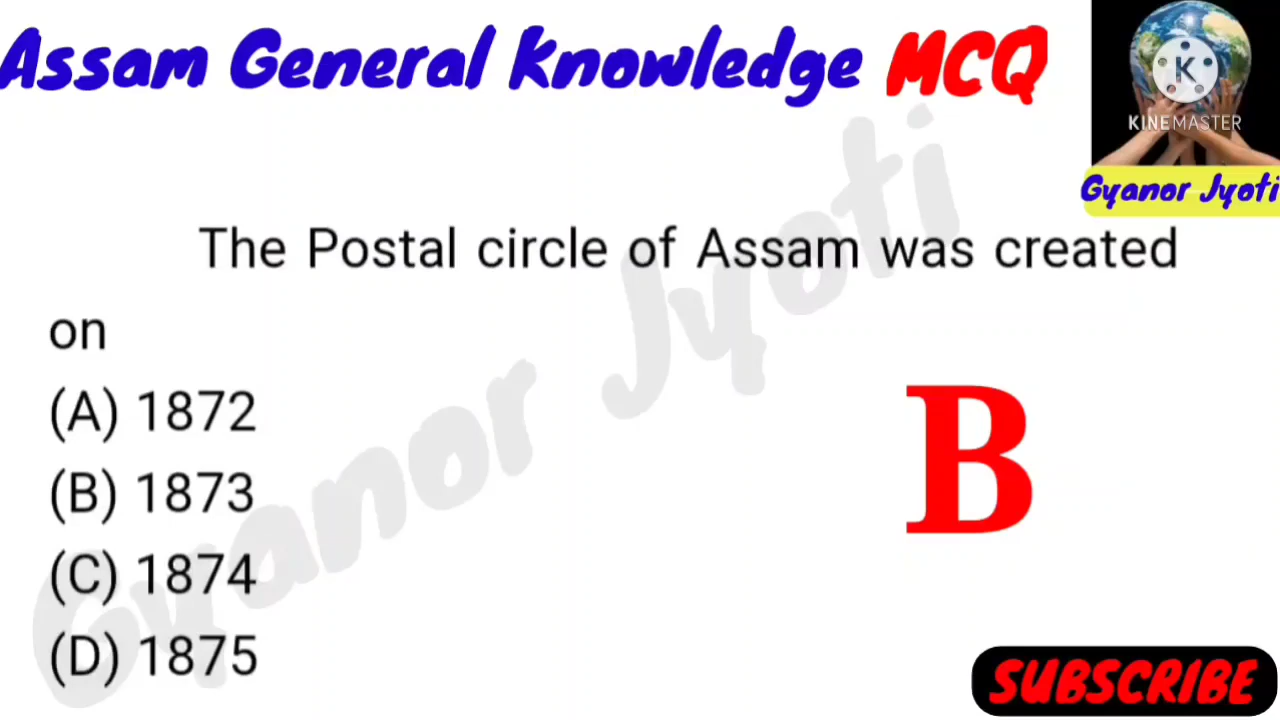 Assam General Knowledge MCQ
K
KINEMASTER
Gyanor Jyoti
The Postal circle of Assam was created
on
(A) 1872
(B) 1873
(C) 1874
(D) 1875
B
Gyanor Jyoti
SUBSCRIBE